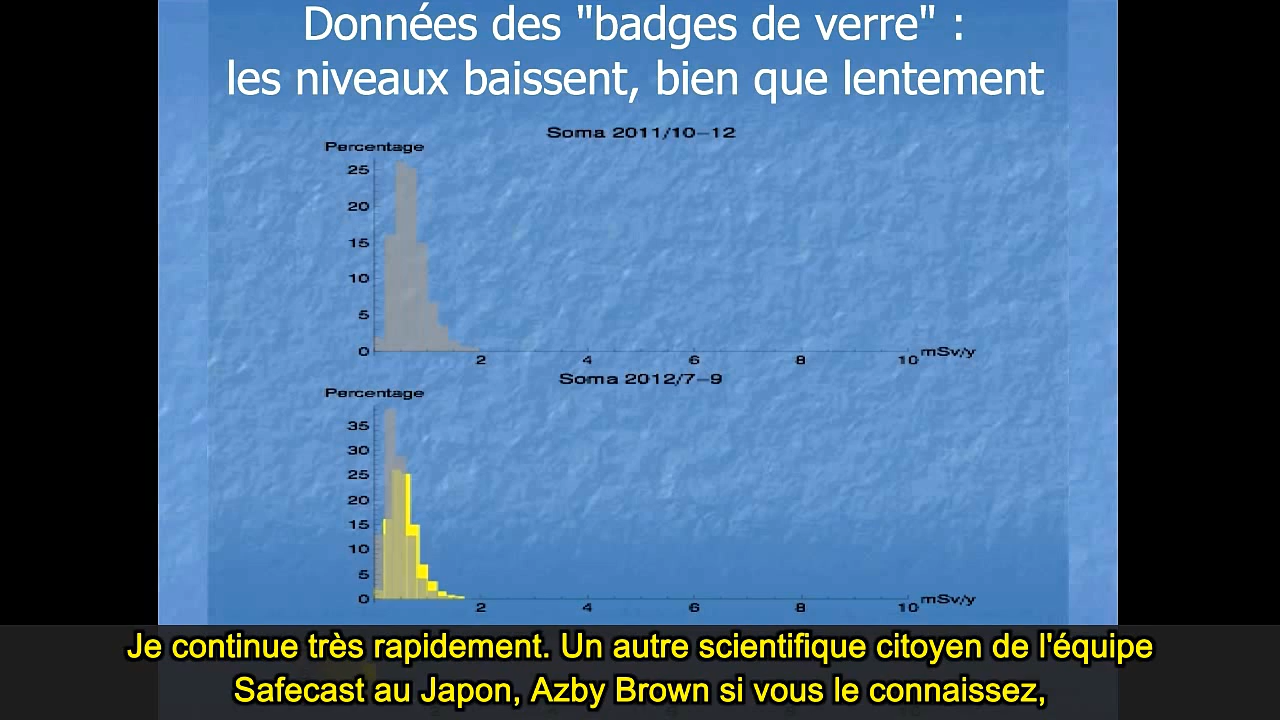 Données des "badges de verre" :
les niveaux baissent, bien que lentement
Soma 2011/10-12
Percentage
25
20
15
10
5
0
2 4 6 8 10 mSv/y
Soma 2012/7-9
Percentage
35
30
25
20
15
10
5
0
2 4 6 8 10 mSv/y
Je continue très rapidement. Un autre scientifique citoyen de l'équipe
Safecast au Japon, Azby Brown si vous le connaissez,